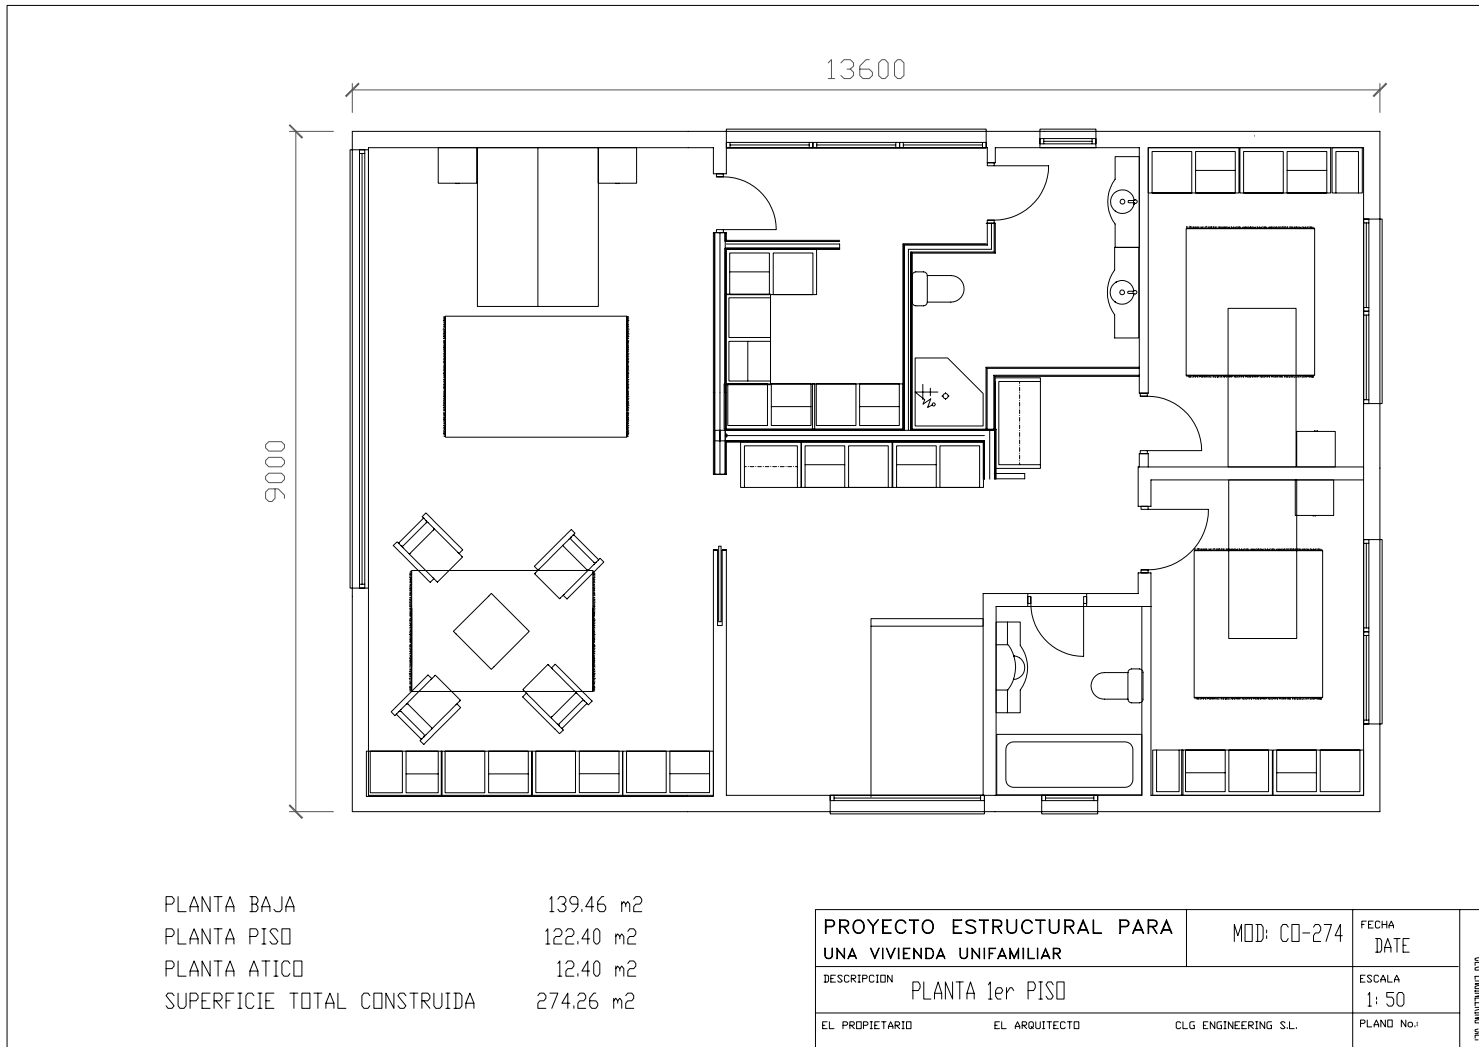 13600
9000
PLANTA BAJA 139.46 m2
PLANTA PISO 122.40 m2
PLANTA ATICO 12.40 m2
SUPERFICIE TOTAL CONSTRUIDA 274.26 m2
PROYECTO ESTRUCTURAL PARA
UNA VIVIENDA UNIFAMILIAR
MOD: CO-274
FECHA
DATE
DESCRIPCION PLANTA 1er PISO
ESCALA
1: 50
EL PROPIETARIO EL ARQUITECTO CLG ENGINEERING S.L.
PLANO No.: